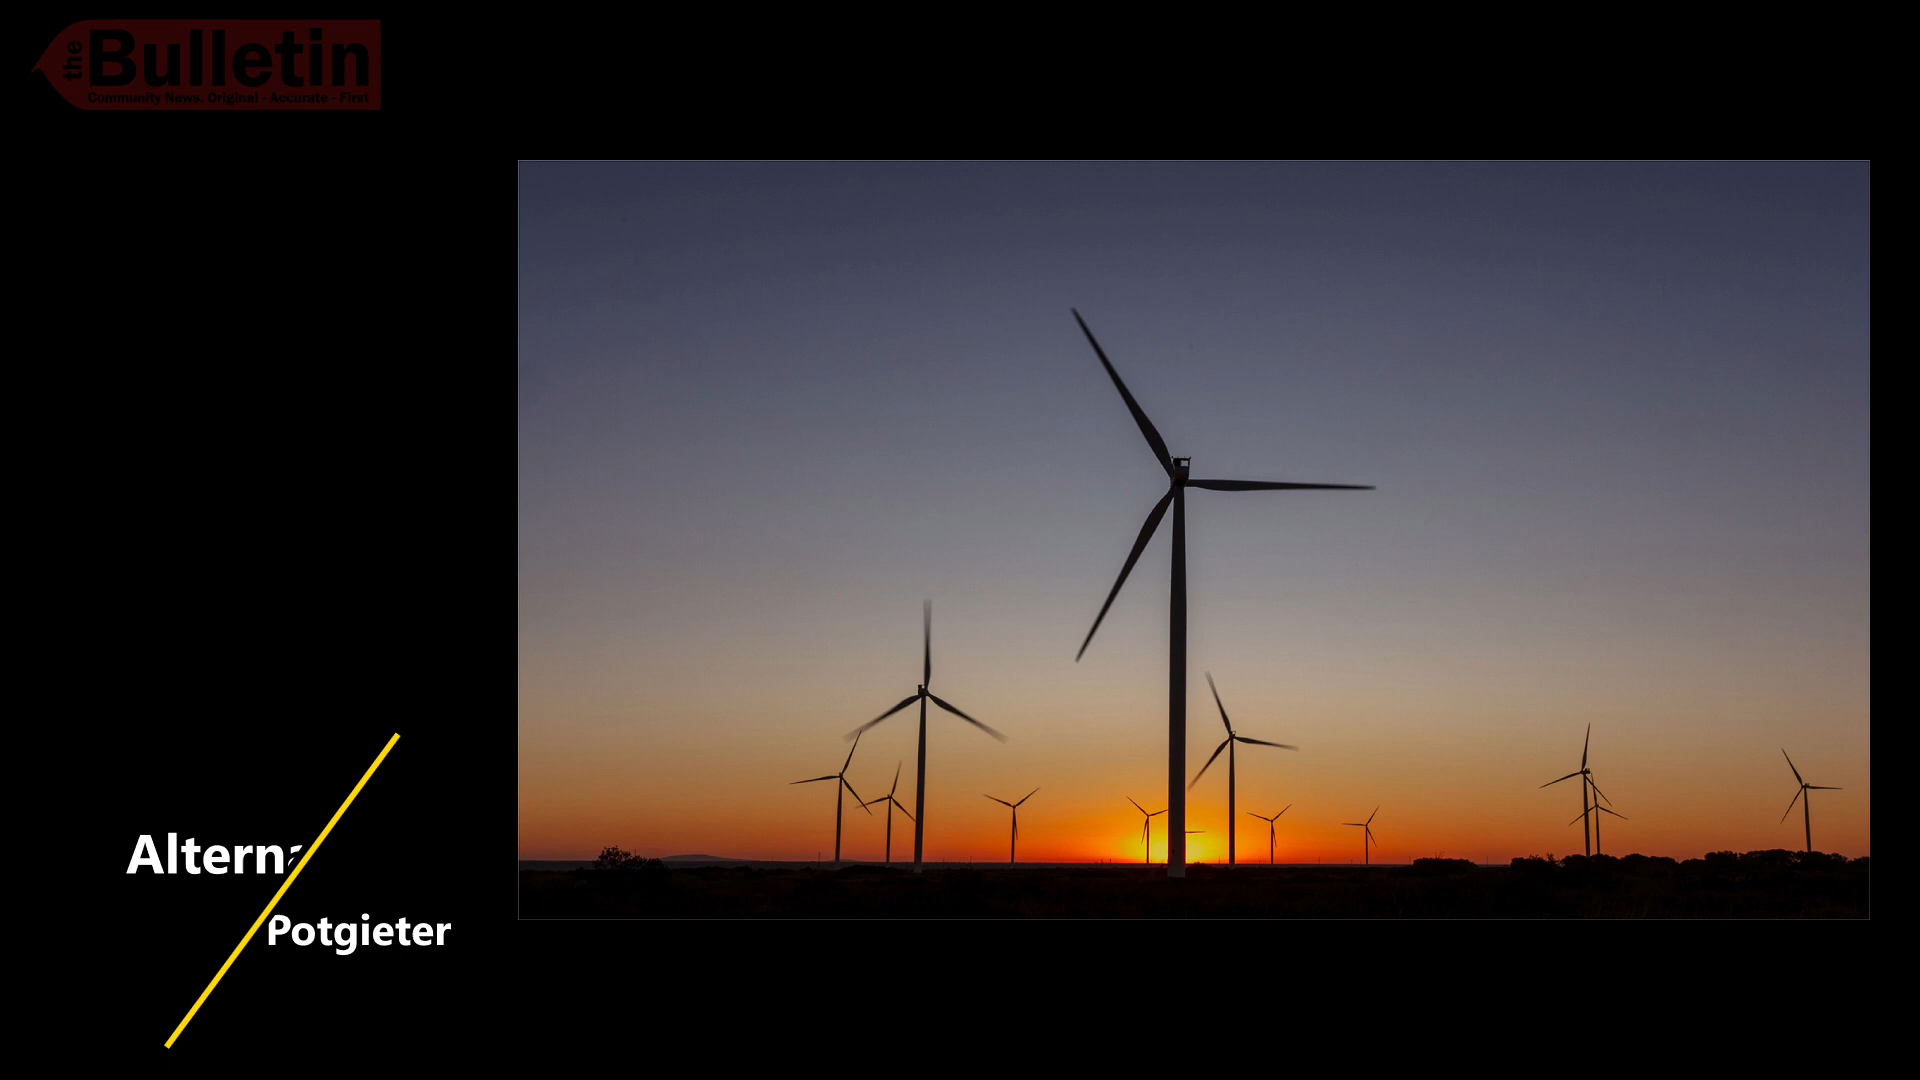 the
Bulletin
Community News. Original - Accurate - First
Altern
Potgieter